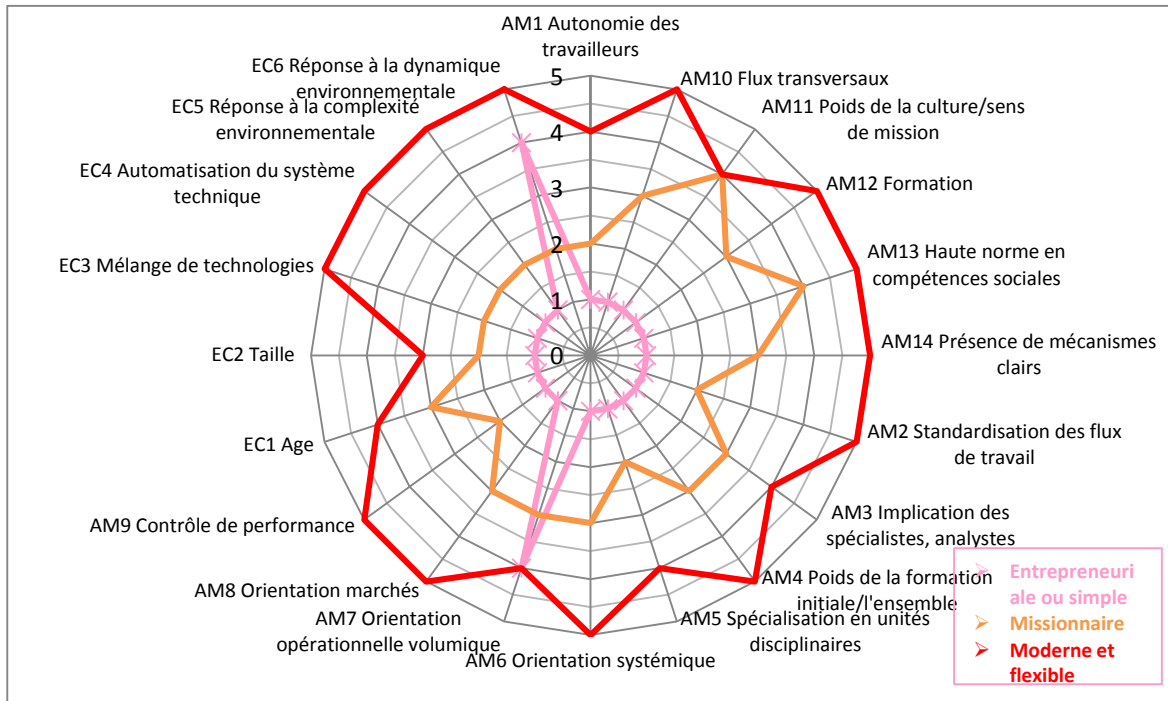 AM1 Autonomie des
travailleurs
AM10 Flux transversaux
AM11 Poids de la culture/sens
de mission
AM12 Formation
AM13 Haute norme en
compétences sociales
AM14 Présence de mécanismes
clairs
AM2 Standardisation des flux
de travail
AM3 Implication des
spécialistes, analystes
AM4 Poids de la formation
initiale/l'ensemble
AM5 Spécialisation en unités
disciplinaires
AM6 Orientation systémique
AM7 Orientation
opérationnelle volumique
AM8 Orientation marchés
AM9 Contrôle de performance
EC1 Age
EC2 Taille
EC3 Mélange de technologies
EC4 Automatisation du système
technique
EC5 Réponse à la complexité
environnementale
EC6 Réponse à la dynamique
environnementale
5
4
3
2
1
0
Entrepreneuri
ale ou simple
Missionnaire
Moderne et
flexible